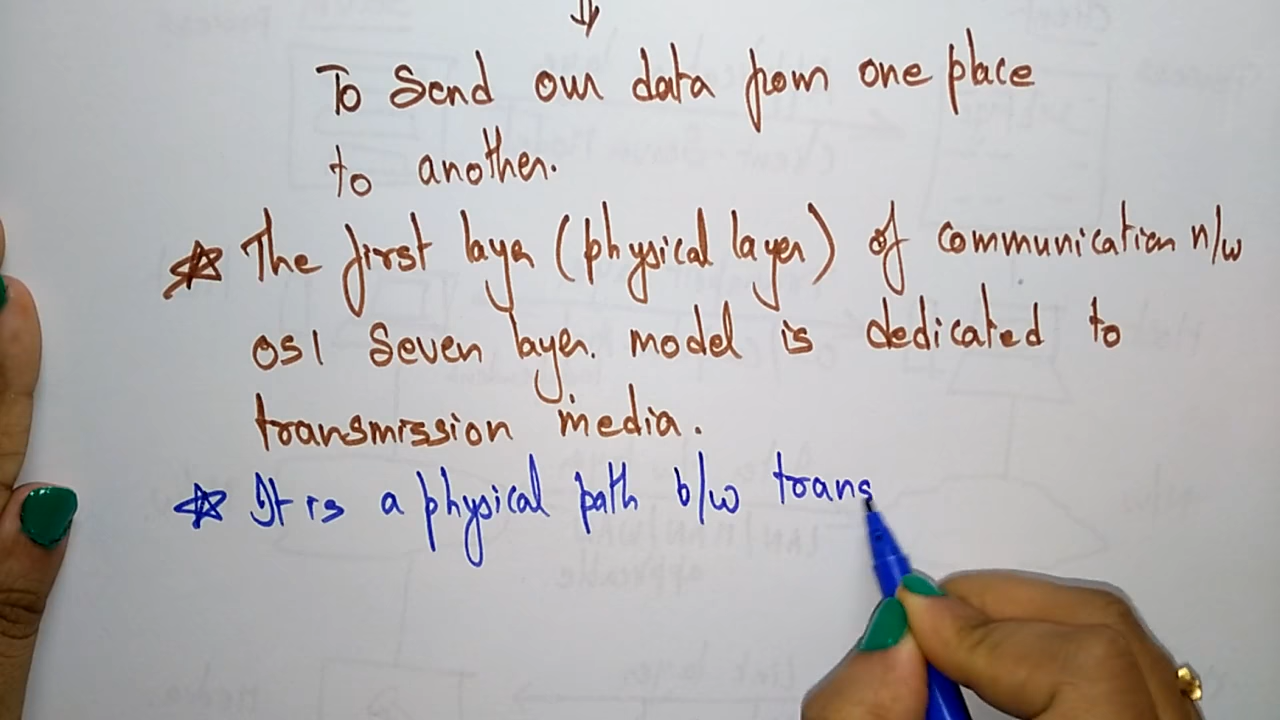 To Send our data from one place
to another.
The first layer (physical layer) of communication n/w
OSI Seven layer. model is dedicated to
transmission media.
It is a physical path b/w trans